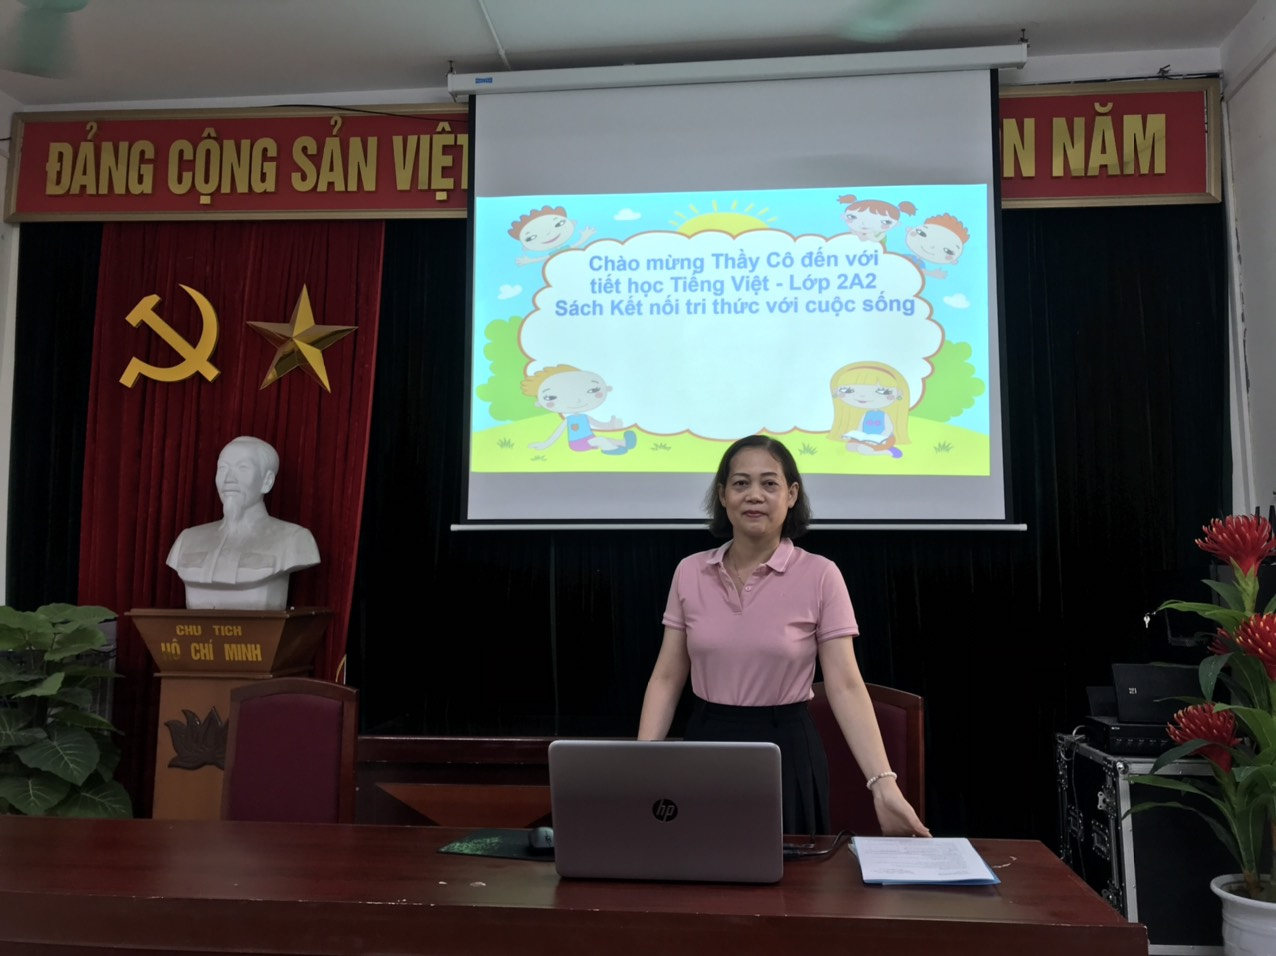 ĐẢNG CỘNG SẢN VIỆT
N NĂM
Chào mừng Thầy Cô đến với
tiết học Tiếng Việt - Lớp 2A2
Sách Kết nối tri thức với cuộc sống
CHỦ TỊCH
HỒ CHÍ MINH
hp